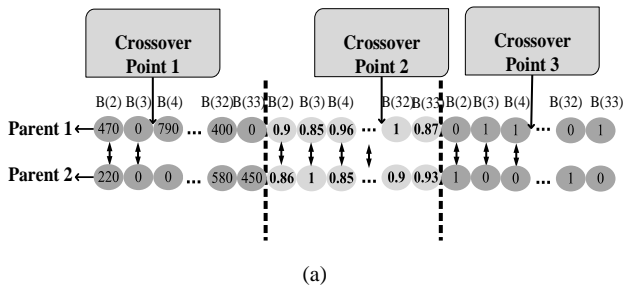 Crossover Point 1
Crossover Point 2
Crossover Point 3
B(2) B(3) B(4) B(32) B(33) B(2) B(3) B(4) B(32) B(33) B(2) B(3) B(4) B(32) B(33)
Parent 1 470 0 790 ... 400 0 0.9 0.85 0.96 ... 1 0.87 0 1 1 ... 0 1
Parent 2 220 0 0 ... 580 450 0.86 1 0.85 ... 0.9 0.93 1 0 0 ... 1 0
(a)